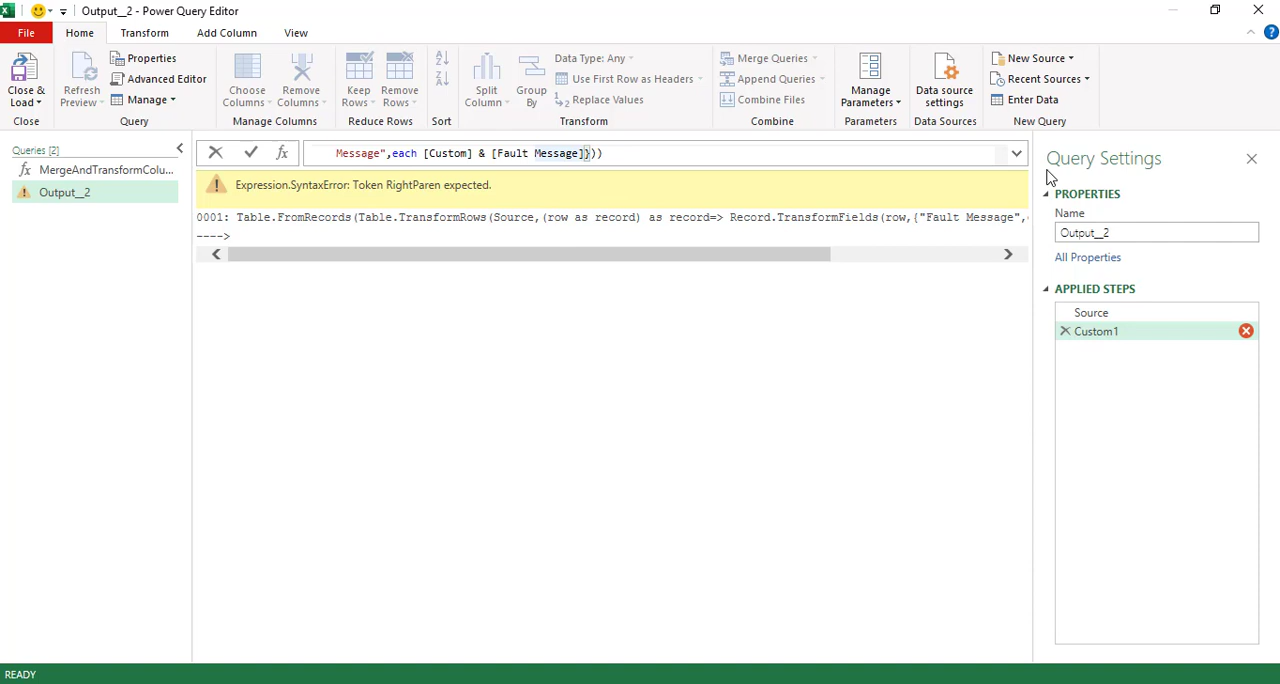 Output__2 - Power Query Editor
File Home Transform Add Column View
Close & Load
Close
Refresh Preview
Properties
Advanced Editor
Manage
Query
Choose Columns
Remove Columns
Manage Columns
Keep Rows
Remove Rows
Reduce Rows
Sort
Split Column
Group By
Data Type: Any
Use First Row as Headers
Replace Values
Transform
Merge Queries
Append Queries
Combine Files
Combine
Manage Parameters
Parameters
Data source settings
Data Sources
New Source
Recent Sources
Enter Data
New Query
Queries [2]
MergeAndTransformColu...
Output__2
Message",each [Custom] & [Fault Message]}))
Expression.SyntaxError: Token RightParen expected.
0001: Table.FromRecords(Table.TransformRows(Source,(row as record) as record=> Record.TransformFields(row,{"Fault Message",
---->
Query Settings
PROPERTIES
Name
Output__2
All Properties
APPLIED STEPS
Source
Custom1
READY